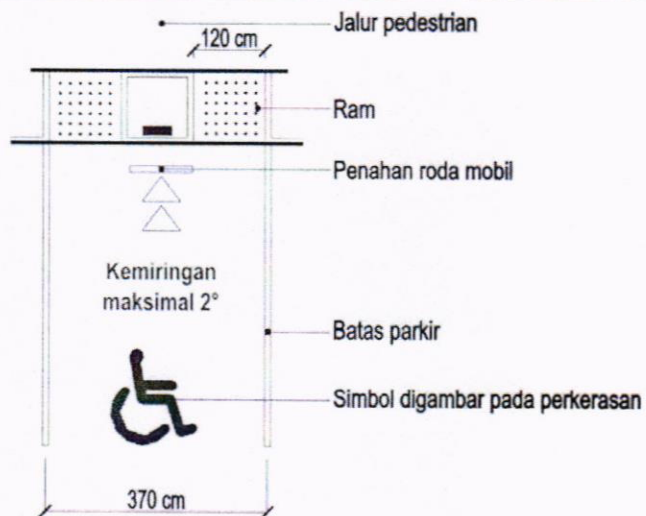 Jalur pedestrian
120 cm
Ram
Penahan roda mobil
Kemiringan
maksimal 2°
Batas parkir
Simbol digambar pada perkerasan
370 cm